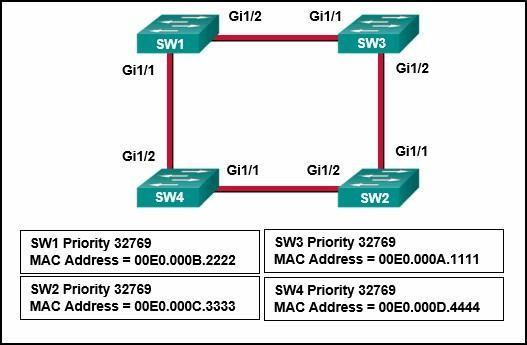 Gi1/2
Gi1/1
SW1
SW3
Gi1/1
Gi1/2
Gi1/2
Gi1/1
Gi1/1
Gi1/2
SW4
SW2
SW1 Priority 32769
MAC Address = 00E0.000B.2222
SW3 Priority 32769
MAC Address = 00E0.000A.1111
SW2 Priority 32769
MAC Address = 00E0.000C.3333
SW4 Priority 32769
MAC Address = 00E0.000D.4444